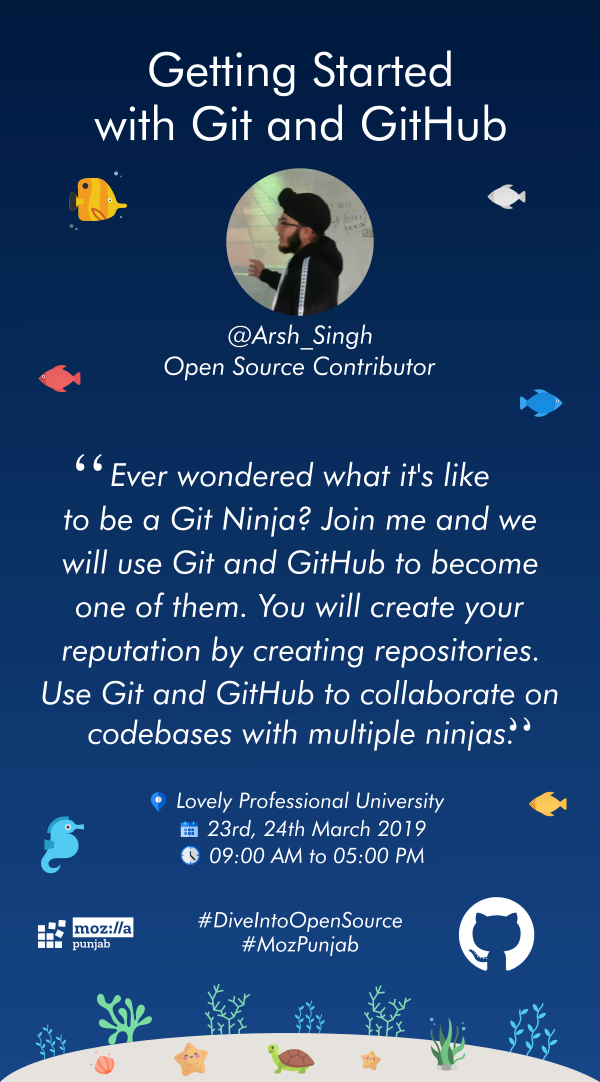 Getting Started
with Git and GitHub
@Arsh_Singh
Open Source Contributor
“Ever wondered what it's like
to be a Git Ninja? Join me and we
will use Git and GitHub to become
one of them. You will create your
reputation by creating repositories.
Use Git and GitHub to collaborate on
codebases with multiple ninjas.”
Lovely Professional University
23rd, 24th March 2019
09:00 AM to 05:00 PM
#DiveIntoOpenSource
#MozPunjab
moz://a
punjab